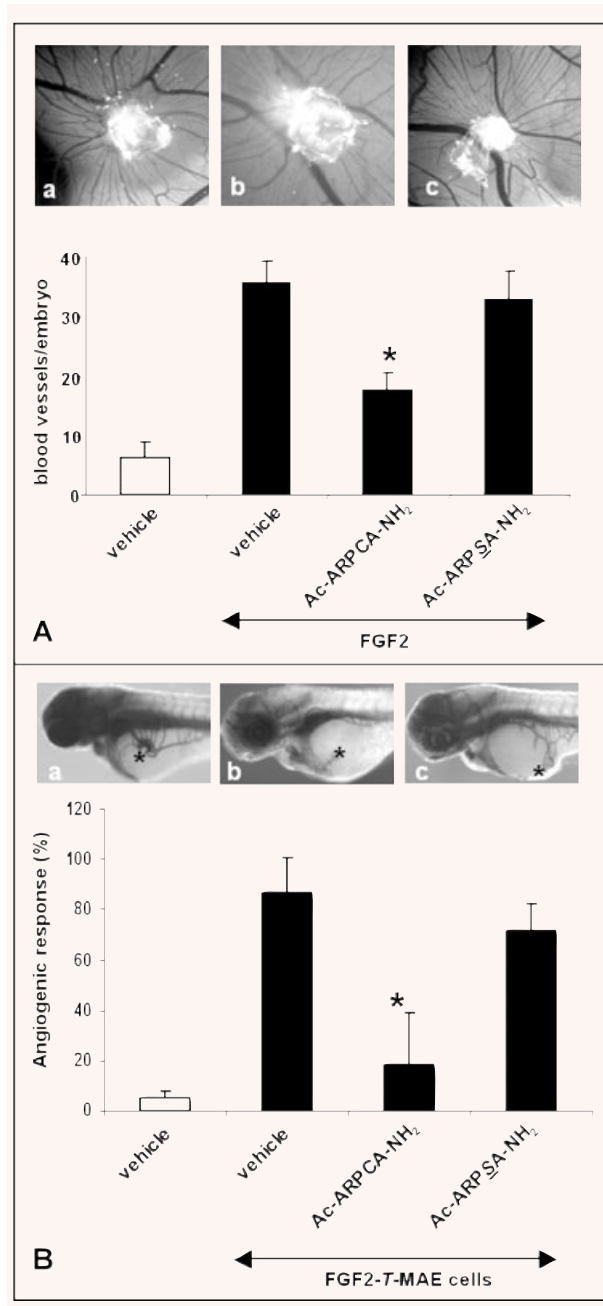 a
b
c
blood vessels/embryo
40
30
20
10
0
*
vehicle
vehicle
Ac-ARPCA-NH₂
Ac-ARPSA-NH₂
FGF2
A
a
*
b
*
c
*
Angiogenic response (%)
120
100
80
60
40
20
0
*
vehicle
vehicle
Ac-ARPCA-NH₂
Ac-ARPSA-NH₂
FGF2-T-MAE cells
B